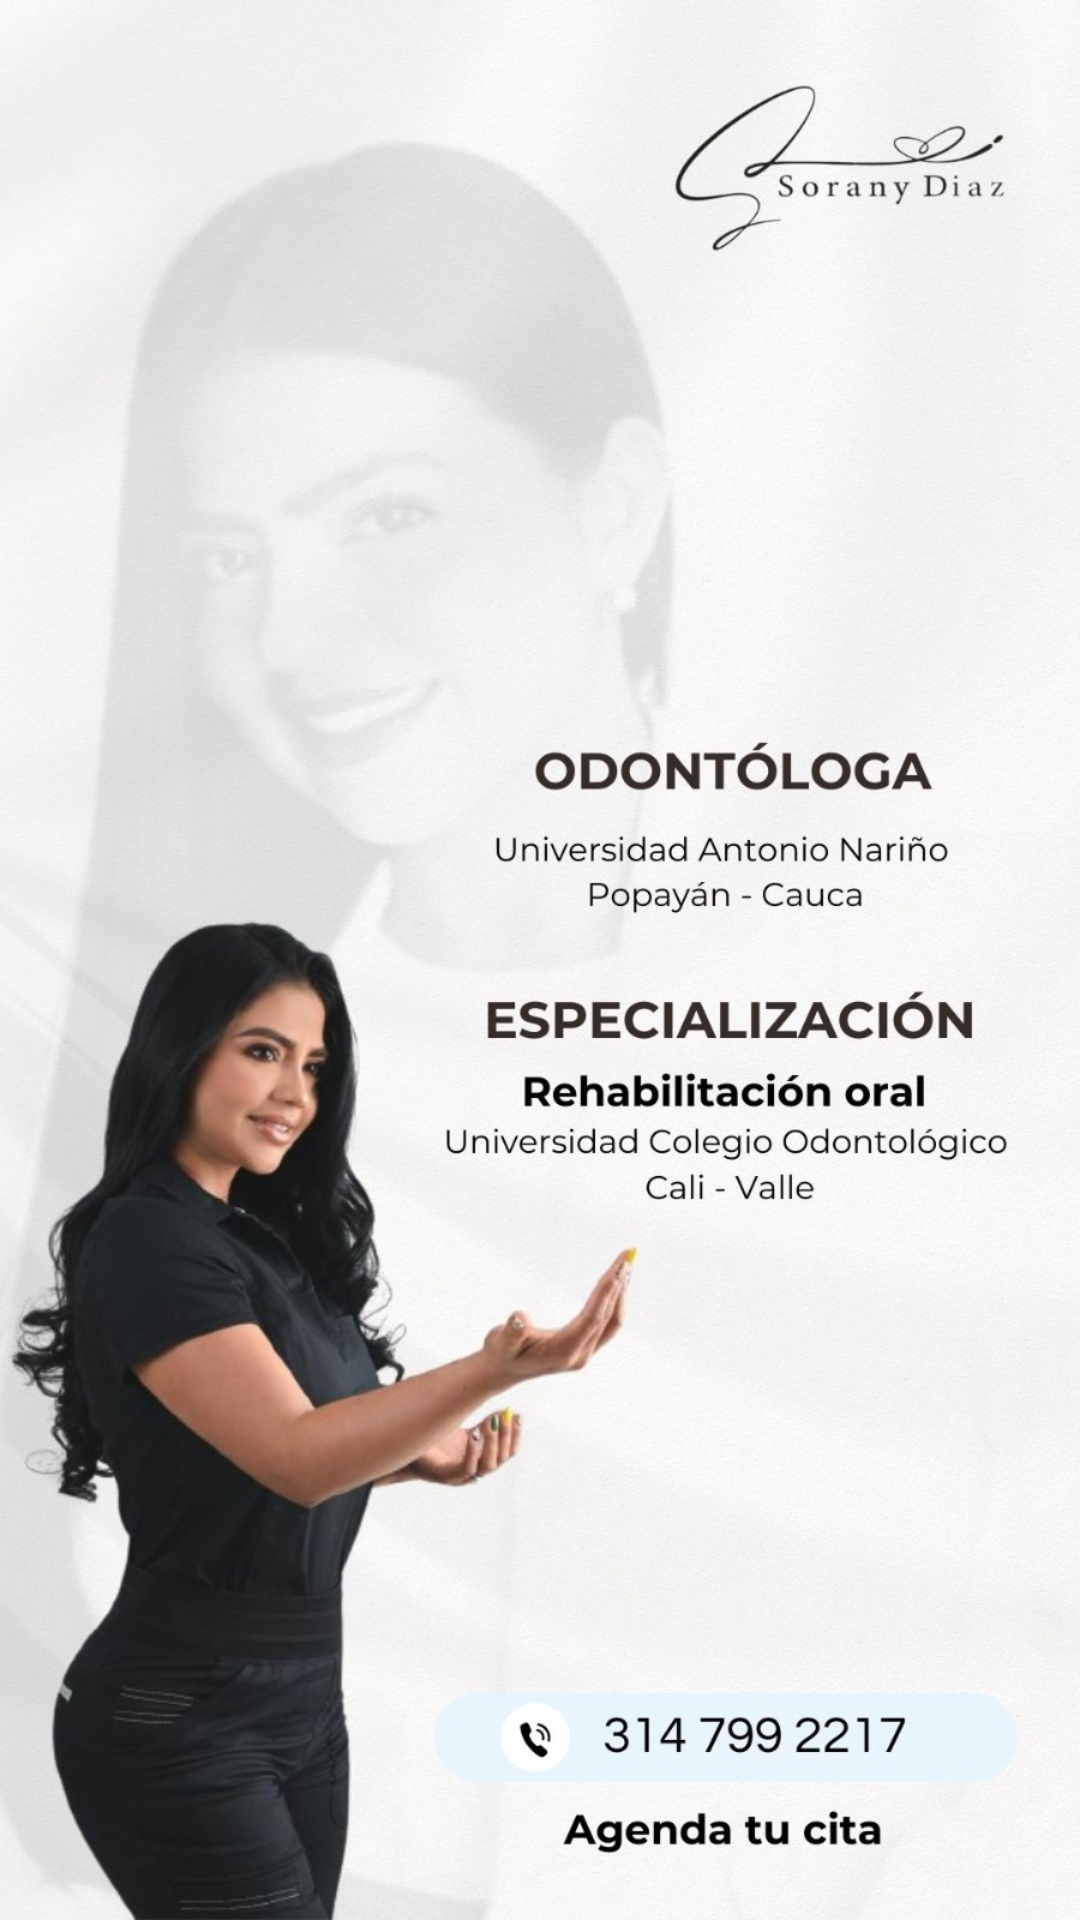 Sorany Diaz
ODONTÓLOGA
Universidad Antonio Nariño
Popayán - Cauca
ESPECIALIZACIÓN
Rehabilitación oral
Universidad Colegio Odontológico
Cali - Valle
314 799 2217
Agenda tu cita